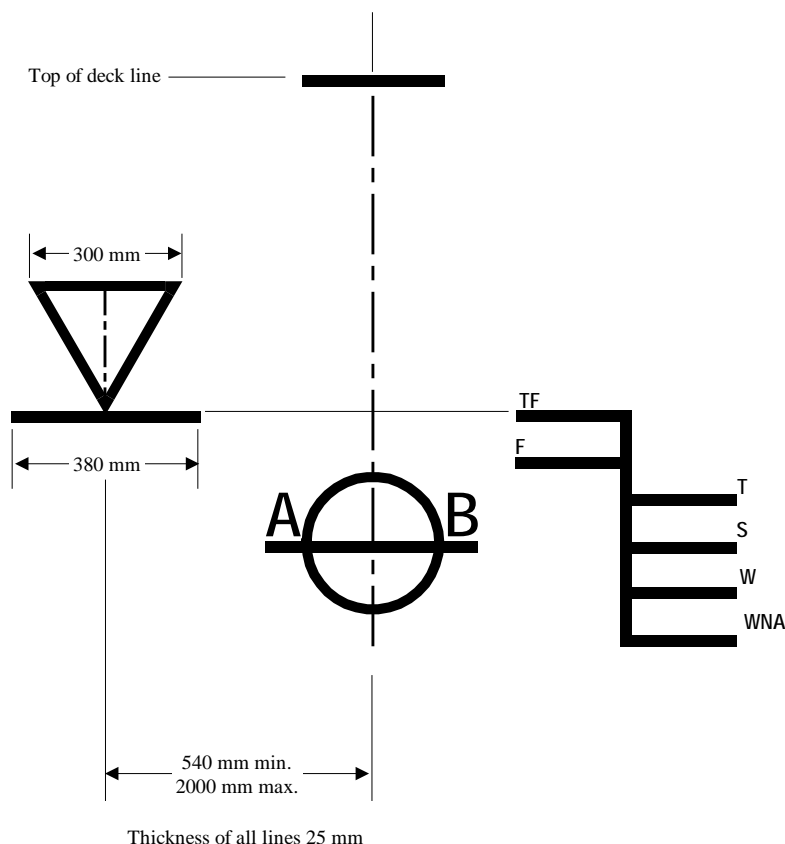 Top of deck line
300 mm
TF
F
380 mm
T
A B
S
W
WNA
540 mm min.
2000 mm max.
Thickness of all lines 25 mm